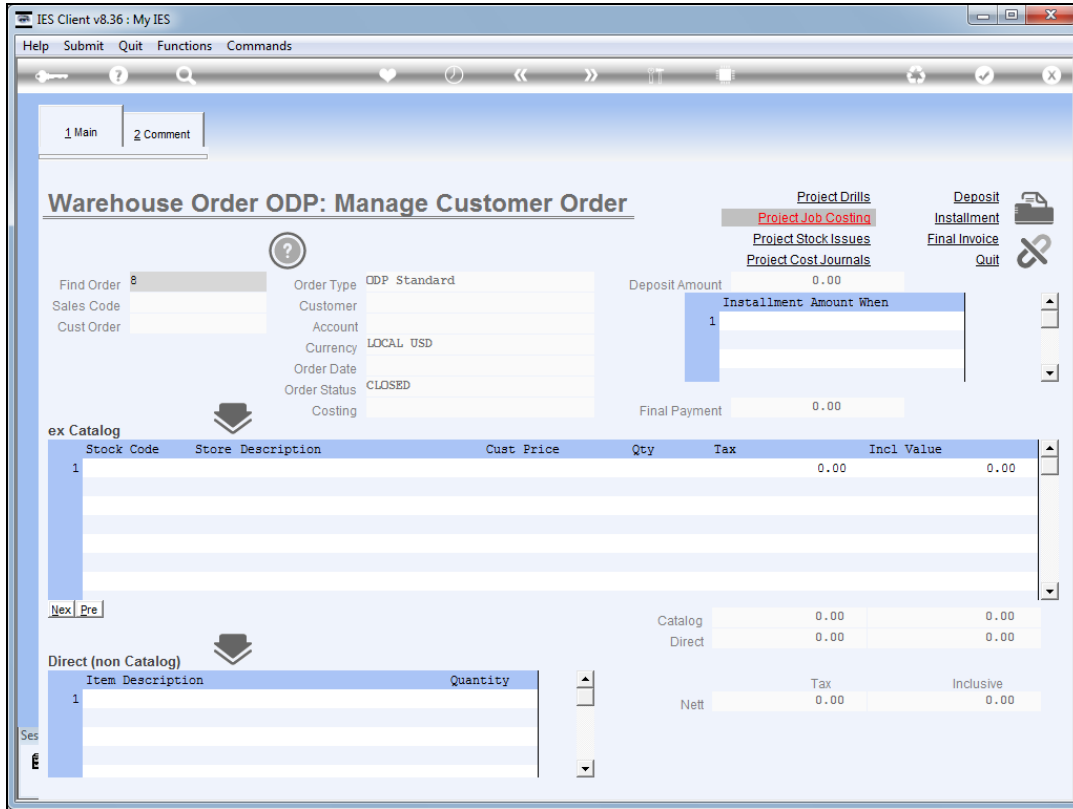 IES Client v8.36 : My IES
Help Submit Quit Functions Commands
1 Main 2 Comment
Warehouse Order ODP: Manage Customer Order
Project Drills Deposit
Project Job Costing Installment
Project Stock Issues Final Invoice
Project Cost Journals Quit
Find Order 8 Order Type ODP Standard Deposit Amount 0.00
Sales Code Customer Installment Amount When
Cust Order Account 1
Currency LOCAL USD
Order Date
Order Status CLOSED
Costing Final Payment 0.00
ex Catalog
Stock Code Store Description Cust Price Qty Tax Incl Value
1 0.00 0.00
Nex Pre
Catalog 0.00 0.00
Direct 0.00 0.00
Direct (non Catalog)
Item Description Quantity
Tax Inclusive
1 Nett 0.00 0.00
Ses